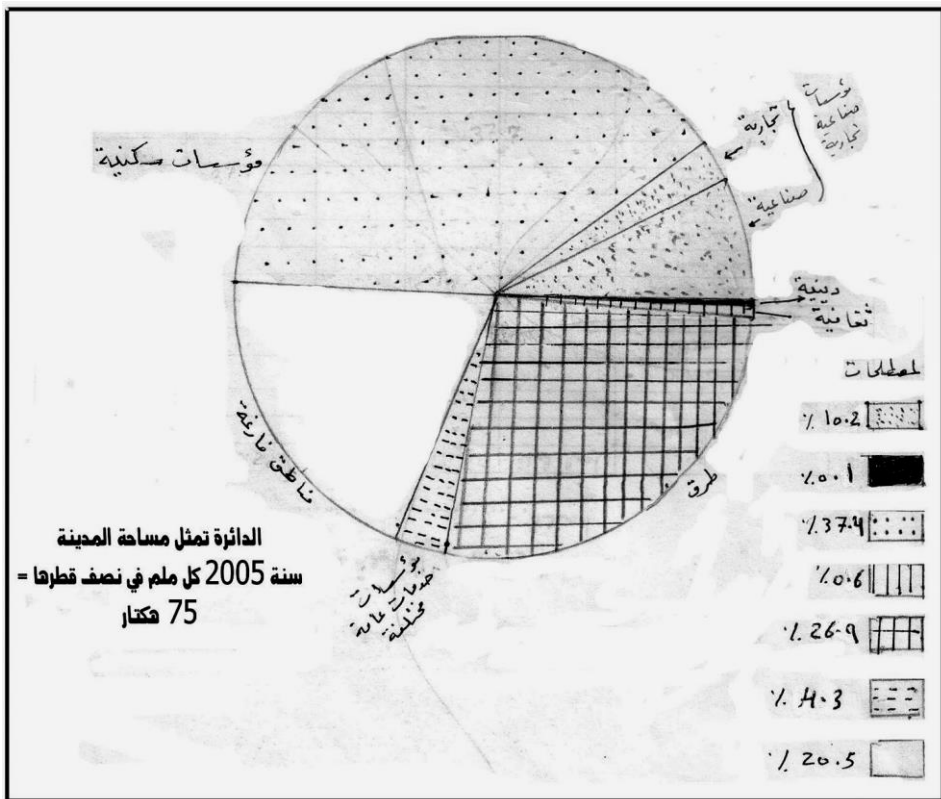 مؤسسات
صناعية
تجارية
تجارية
صناعية
مؤسسات سكنية
دينية
ثقافية
طرق
مناطق فارغة
خدمات عامة
مختلفة
الدائرة تمثل مساحة المدينة
سنة 2005 كل ملم في نصف قطرها =
75 هكتار
لمصطلحات
10.2 %
0.1 %
37.4 %
0.6 %
26.9 %
4.3 %
20.5 %